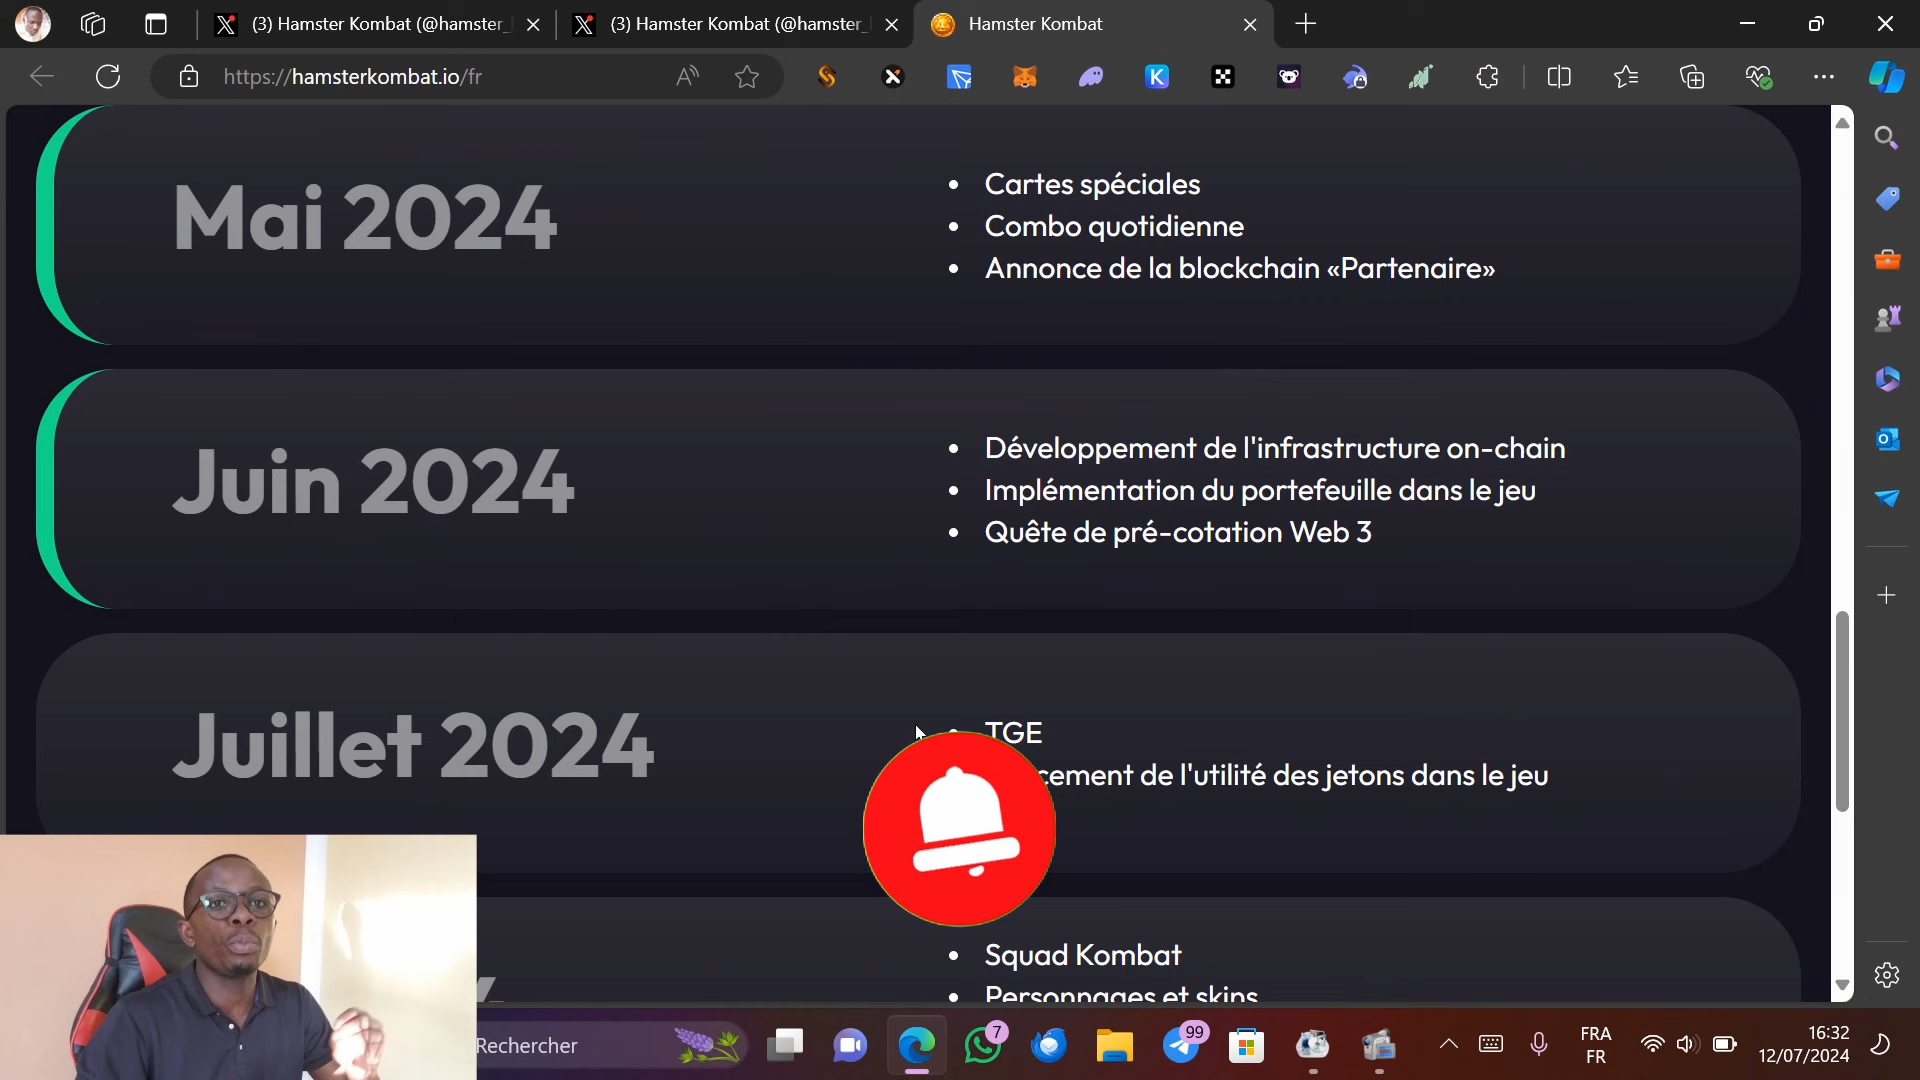 (3) Hamster Kombat (@hamster_
(3) Hamster Kombat (@hamster_
Hamster Kombat
https://hamsterkombat.io/fr
Mai 2024
Cartes spéciales
Combo quotidienne
Annonce de la blockchain «Partenaire»
Juin 2024
Développement de l'infrastructure on-chain
Implémentation du portefeuille dans le jeu
Quête de pré-cotation Web 3
Juillet 2024
TGE
cement de l'utilité des jetons dans le jeu
Squad Kombat
Personnages et skins
Rechercher
7
99
FRA
FR
16:32
12/07/2024